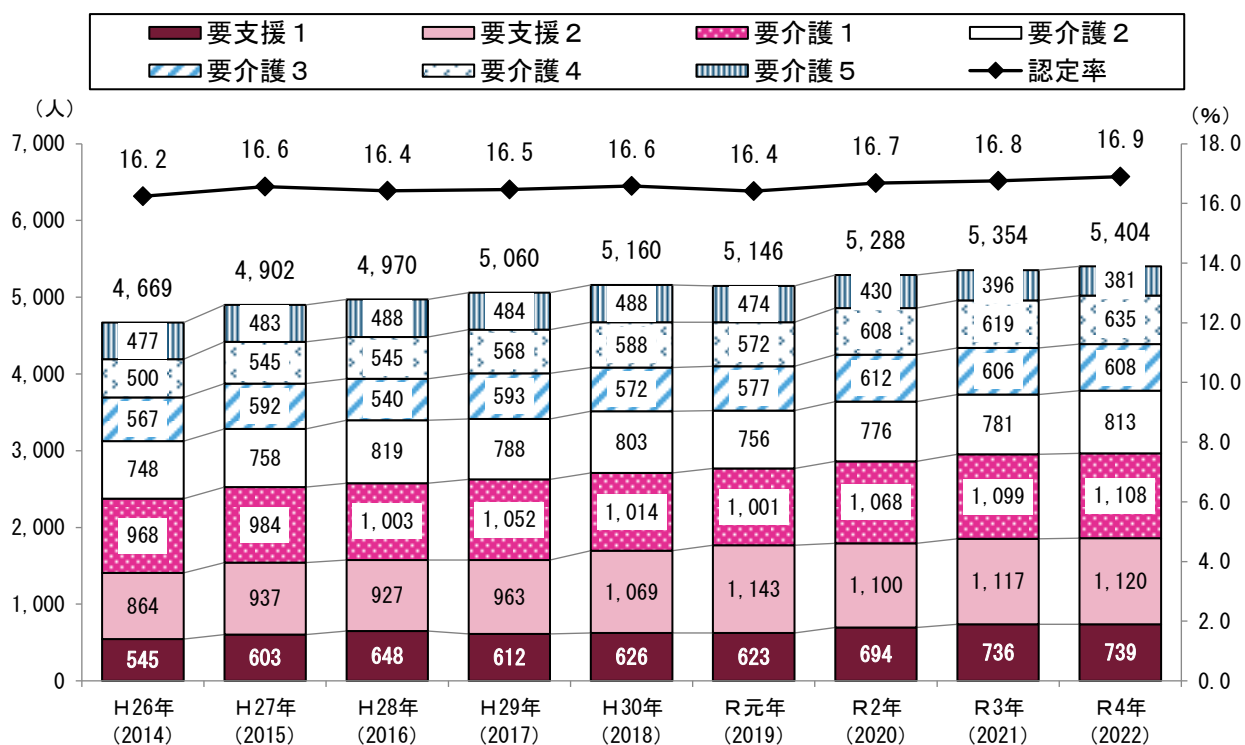 要支援１ 要支援２ 要介護１ 要介護２
要介護３ 要介護４ 要介護５ 認定率
（人） （%）
7,000 18.0
16.2 16.6 16.4 16.5 16.6 16.4 16.7 16.8 16.9
6,000 16.0
4,669 4,902 4,970 5,060 5,160 5,146 5,288 5,354 5,404
5,000 14.0
477 483 488 484 488 474 430 396 381
12.0
500 545 545 568 588 572 608 619 635
4,000 10.0
567 592 540 593 572 577 612 606 608
3,000 8.0
748 758 819 788 803 756 776 781 813
6.0
968 984 1,003 1,052 1,014 1,001 1,068 1,099 1,108
2,000
4.0
864 937 927 963 1,069 1,143 1,100 1,117 1,120
1,000
2.0
545 603 648 612 626 623 694 736 739
0 0.0
Ｈ26年 Ｈ27年 Ｈ28年 Ｈ29年 Ｈ30年 Ｒ元年 Ｒ2年 Ｒ3年 Ｒ4年
(2014) (2015) (2016) (2017) (2018) (2019) (2020) (2021) (2022)